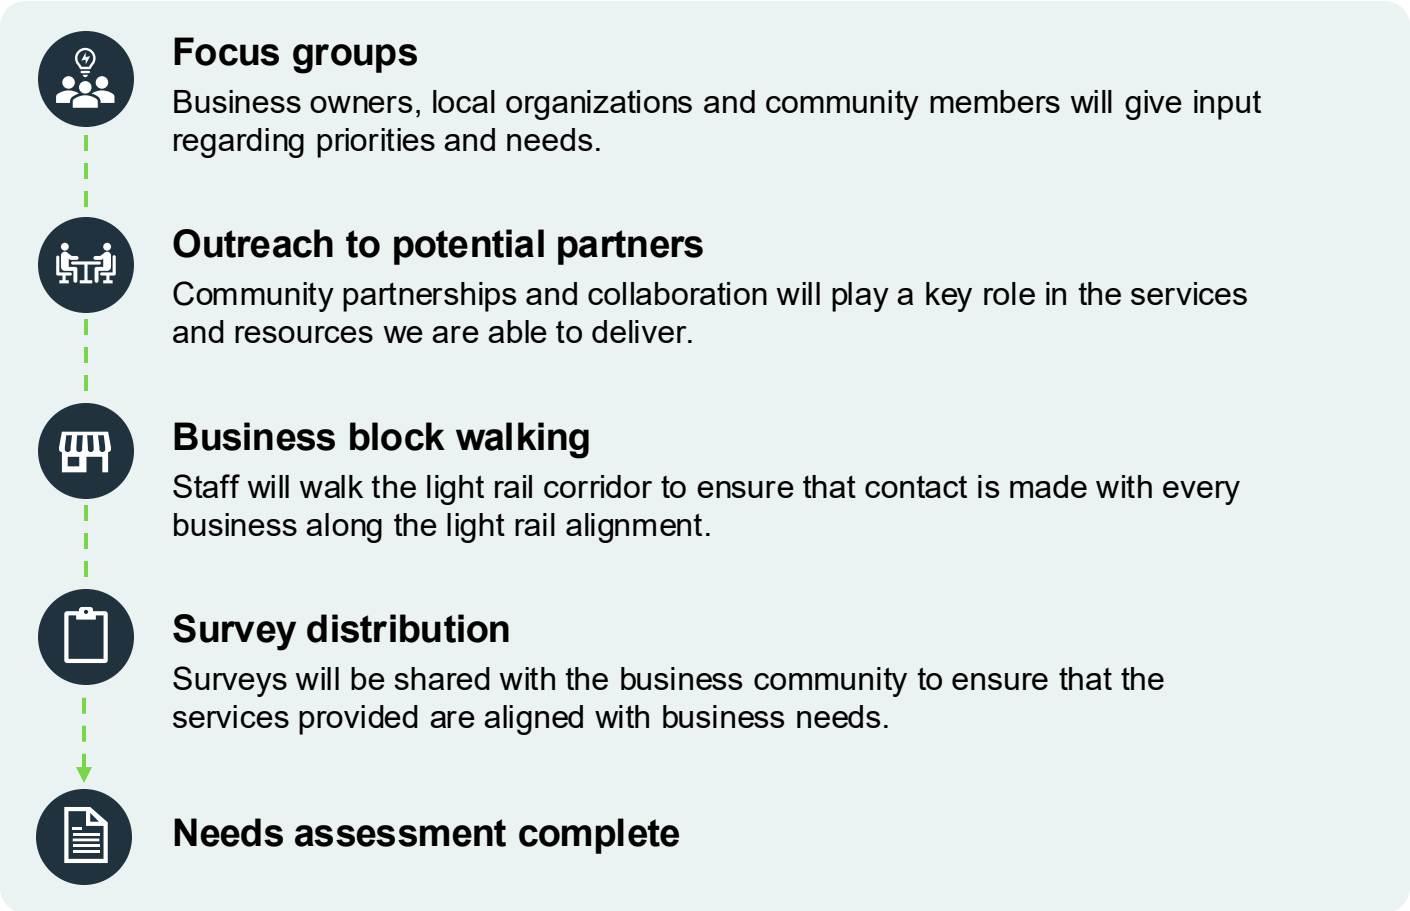 Focus groups
Business owners, local organizations and community members will give input
regarding priorities and needs.
Outreach to potential partners
Community partnerships and collaboration will play a key role in the services
and resources we are able to deliver.
Business block walking
Staff will walk the light rail corridor to ensure that contact is made with every
business along the light rail alignment.
Survey distribution
Surveys will be shared with the business community to ensure that the
services provided are aligned with business needs.
Needs assessment complete